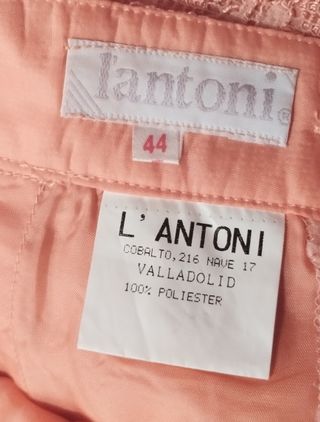 l'antoni®
44
L'ANTONI
COBALTO,216 NAVE 17
VALLADOLID
100% POLIESTER